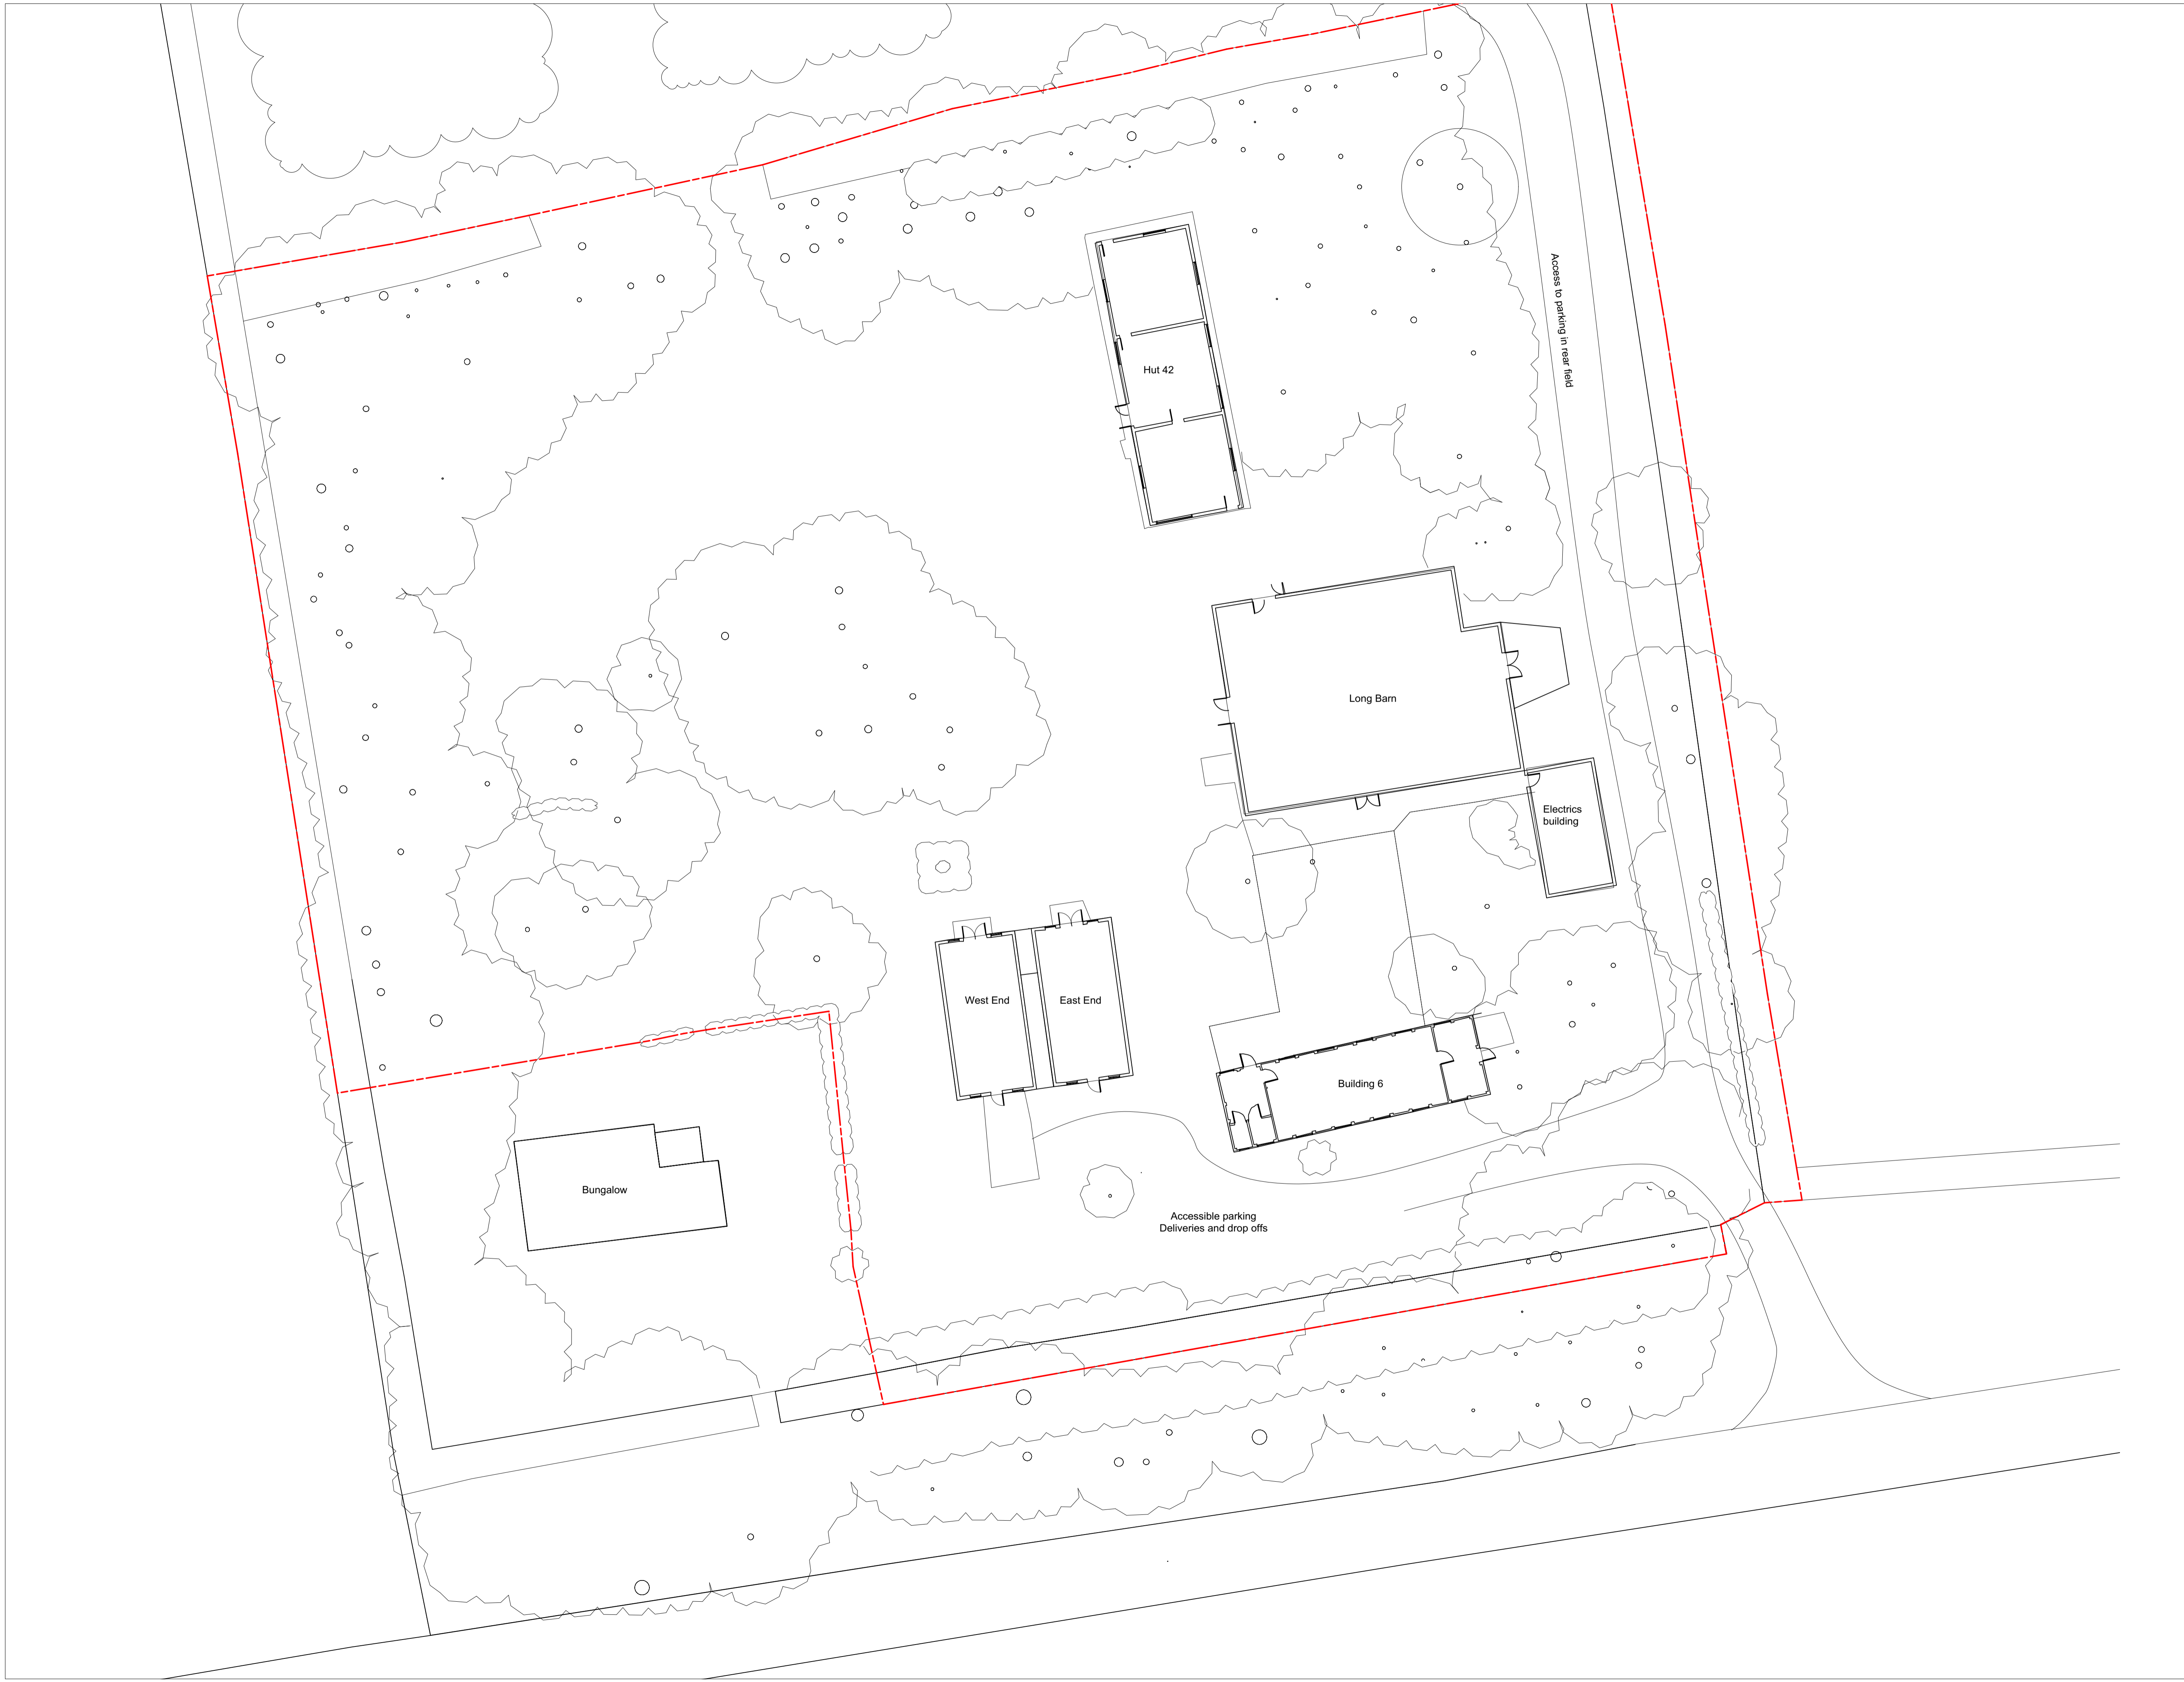 Access to parking in rear field
Hut 42
Long Barn
Electrics
building
West End
East End
Building 6
Bungalow
Accessible parking
Deliveries and drop offs